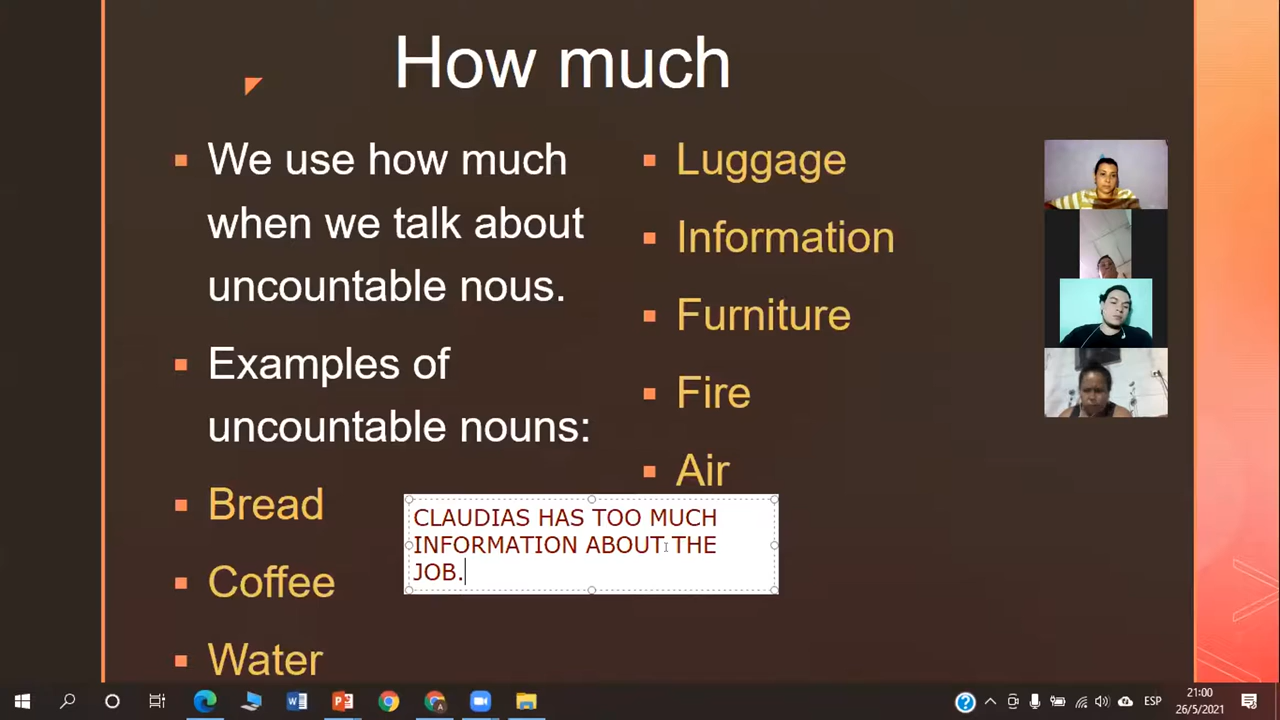 How much
We use how much
when we talk about
uncountable nous.
Examples of
uncountable nouns:
Bread
Coffee
Water
Luggage
Information
Furniture
Fire
Air
CLAUDIAS HAS TOO MUCH
INFORMATION ABOUT THE
JOB.
ESP
21:00
26/5/2021